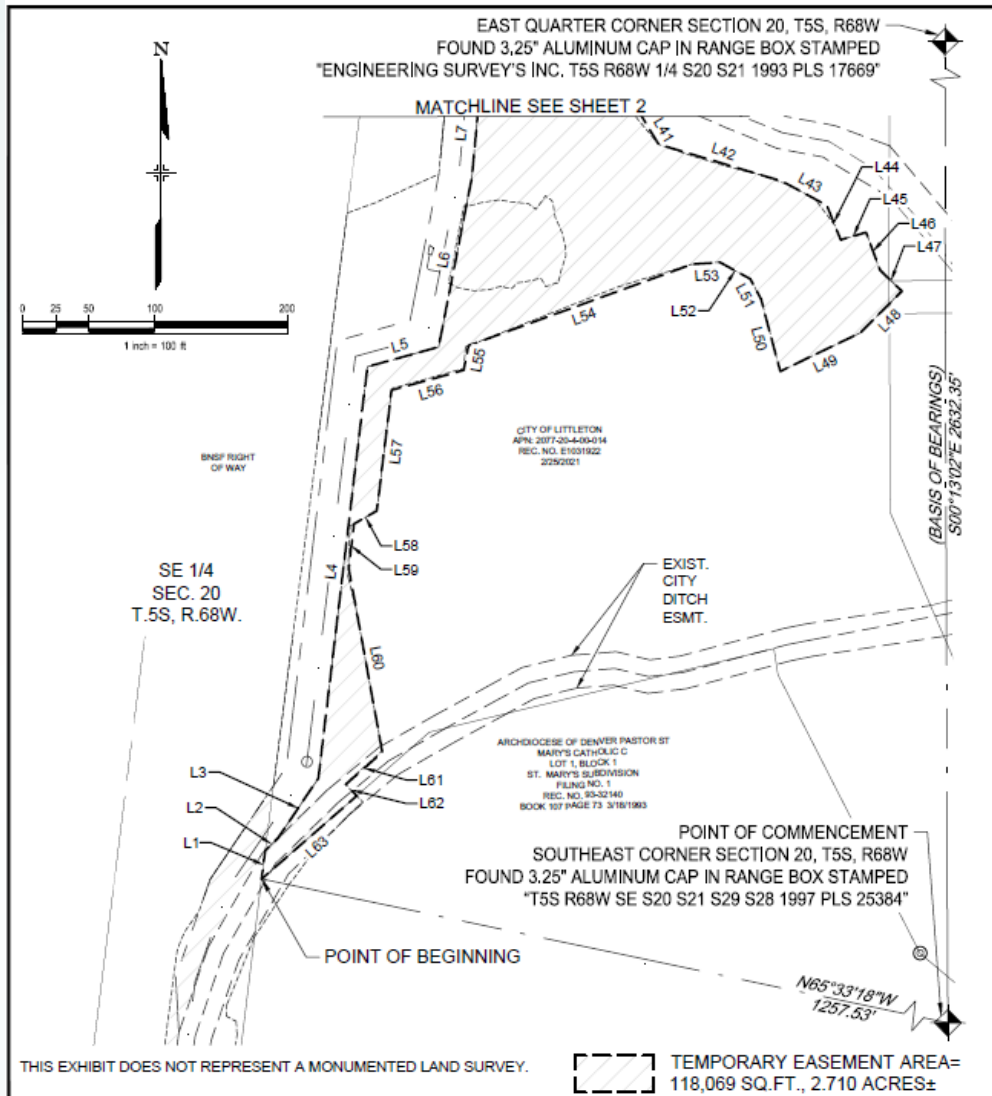 EAST QUARTER CORNER SECTION 20, T5S, R68W
FOUND 3.25" ALUMINUM CAP IN RANGE BOX STAMPED
"ENGINEERING SURVEY'S INC. T5S R68W 1/4 S20 S21 1993 PLS 17669"
N
MATCHLINE SEE SHEET 2
L7
L41
L42
L43
L44
L45
L46
L47
L6
L53
L52
L51
L54
L48
0 25 50 100 200
1 inch = 100 ft
L50
L49
L5
L55
L56
L57
CITY OF LITTLETON
APN: 2077-20-4-00-014
REC. NO. E1031922
2/25/2021
BNSF RIGHT
OF WAY
(BASIS OF BEARINGS)
S00°13'02"E 2632.35'
L58
L59
L4
SE 1/4
SEC. 20
T.5S, R.68W.
EXIST.
CITY
DITCH
ESMT.
L60
ARCHDIOCESE OF DENVER PASTOR ST
MARY'S CATHOLIC C
LOT 1, BLOCK 1
ST. MARY'S SUBDIVISION
FILING NO. 1
REC. NO. 93-32140
BOOK 107 PAGE 73 3/18/1993
L3
L61
L62
L2
L1
L63
POINT OF COMMENCEMENT
SOUTHEAST CORNER SECTION 20, T5S, R68W
FOUND 3.25" ALUMINUM CAP IN RANGE BOX STAMPED
"T5S R68W SE S20 S21 S29 S28 1997 PLS 25384"
POINT OF BEGINNING
N65°33'18"W
1257.53'
THIS EXHIBIT DOES NOT REPRESENT A MONUMENTED LAND SURVEY.
TEMPORARY EASEMENT AREA=
118,069 SQ.FT., 2.710 ACRES±